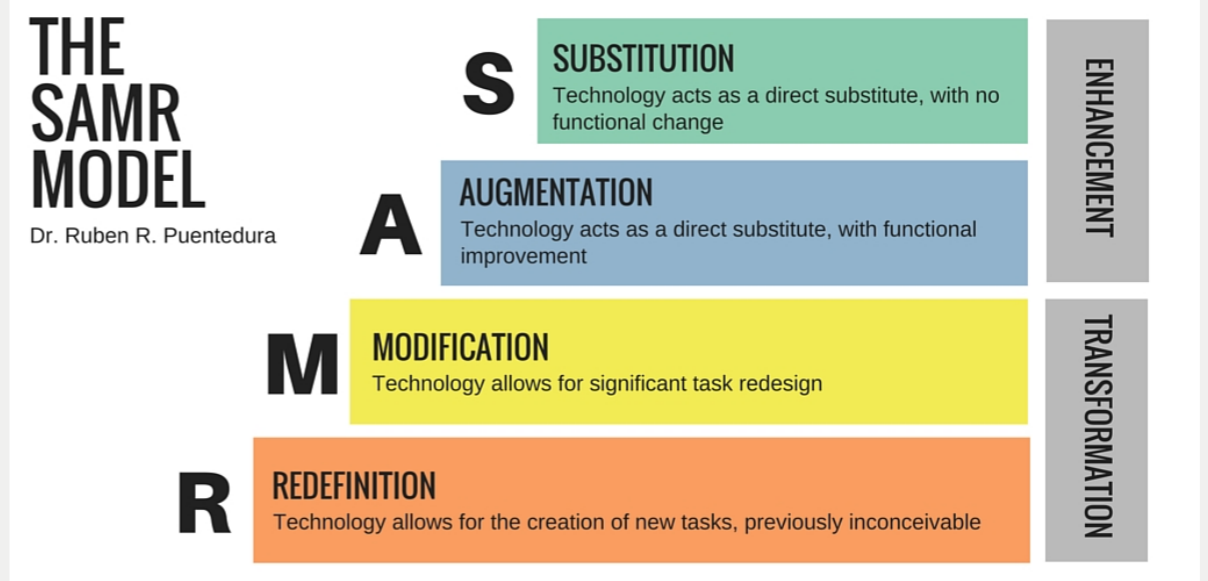 THE
SAMR
MODEL
Dr. Ruben R. Puentedura
S
SUBSTITUTION
Technology acts as a direct substitute, with no
functional change
A
AUGMENTATION
Technology acts as a direct substitute, with functional
improvement
ENHANCEMENT
M
MODIFICATION
Technology allows for significant task redesign
R
REDEFINITION
Technology allows for the creation of new tasks, previously inconceivable
TRANSFORMATION